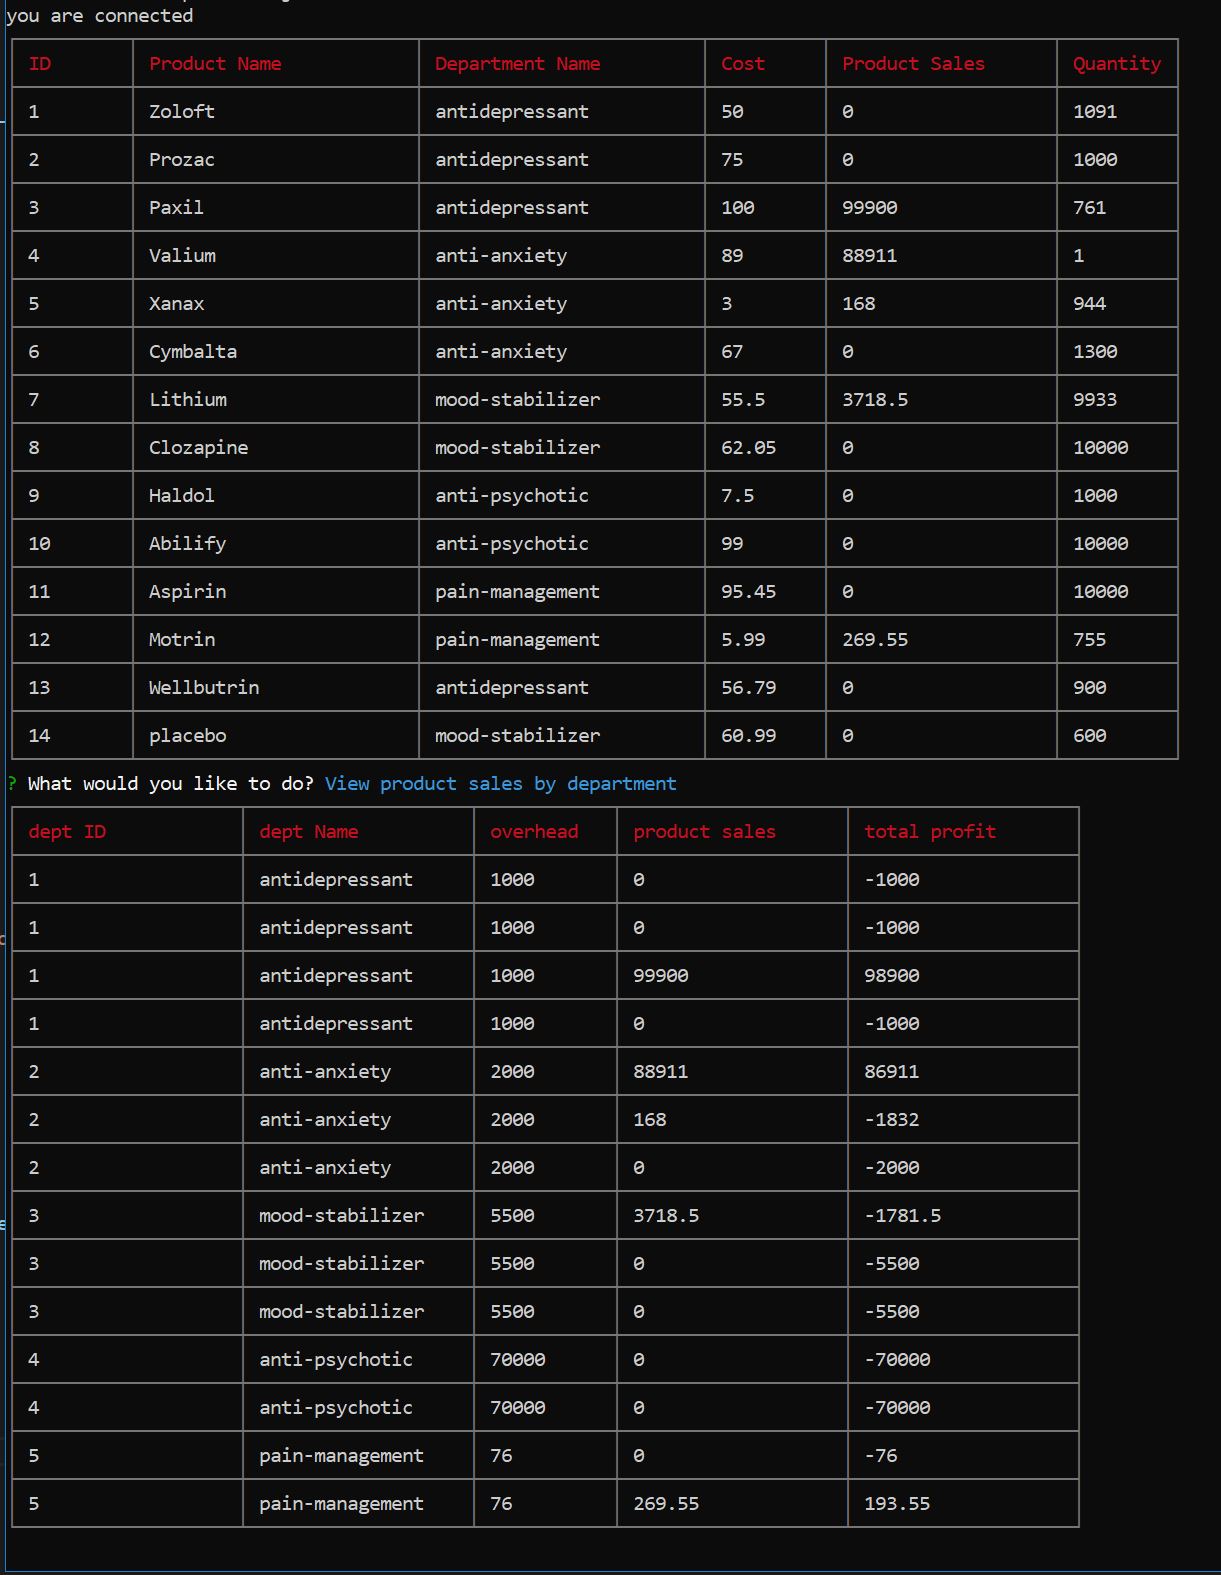 you are connected
ID Product Name Department Name Cost Product Sales Quantity
1 Zoloft antidepressant 50 0 1091
2 Prozac antidepressant 75 0 1000
3 Paxil antidepressant 100 99900 761
4 Valium anti-anxiety 89 88911 1
5 Xanax anti-anxiety 3 168 944
6 Cymbalta anti-anxiety 67 0 1300
7 Lithium mood-stabilizer 55.5 3718.5 9933
8 Clozapine mood-stabilizer 62.05 0 10000
9 Haldol anti-psychotic 7.5 0 1000
10 Abilify anti-psychotic 99 0 10000
11 Aspirin pain-management 95.45 0 10000
12 Motrin pain-management 5.99 269.55 755
13 Wellbutrin antidepressant 56.79 0 900
14 placebo mood-stabilizer 60.99 0 600
? What would you like to do? View product sales by department
dept ID dept Name overhead product sales total profit
1 antidepressant 1000 0 -1000
1 antidepressant 1000 0 -1000
1 antidepressant 1000 99900 98900
1 antidepressant 1000 0 -1000
2 anti-anxiety 2000 88911 86911
2 anti-anxiety 2000 168 -1832
2 anti-anxiety 2000 0 -2000
3 mood-stabilizer 5500 3718.5 -1781.5
3 mood-stabilizer 5500 0 -5500
3 mood-stabilizer 5500 0 -5500
4 anti-psychotic 70000 0 -70000
4 anti-psychotic 70000 0 -70000
5 pain-management 76 0 -76
5 pain-management 76 269.55 193.55